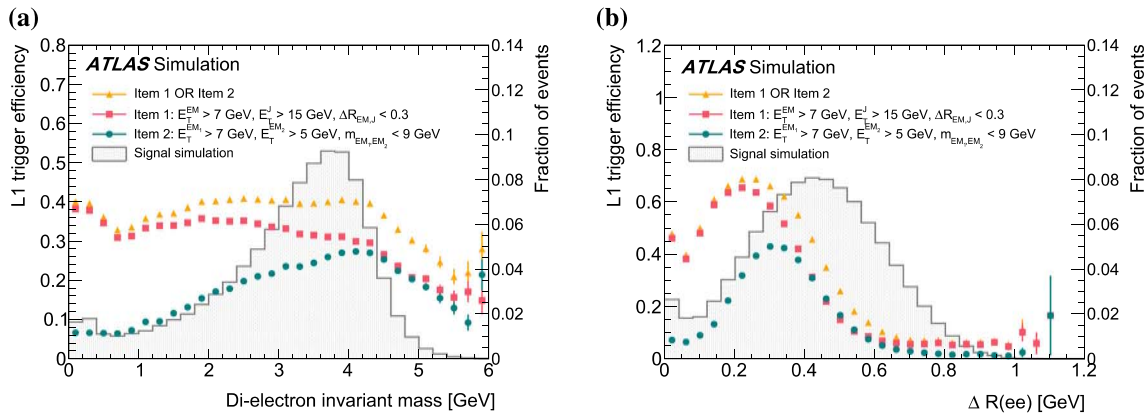 (a)
ATLAS Simulation
Item 1 OR Item 2
Item 1: E_T^EM > 7 GeV, E_T^J > 15 GeV, ΔR_EM,J < 0.3
Item 2: E_T^EM₁ > 7 GeV, E_T^EM₂ > 5 GeV, m_EM₁,EM₂ < 9 GeV
Signal simulation
L1 trigger efficiency
0.8
0.7
0.6
0.5
0.4
0.3
0.2
0.1
0
0.14
0.12
0.1
0.08
0.06
0.04
0.02
0
Fraction of events
0 1 2 3 4 5 6
Di-electron invariant mass [GeV]
(b)
ATLAS Simulation
Item 1 OR Item 2
Item 1: E_T^EM > 7 GeV, E_T^J > 15 GeV, ΔR_EM,J < 0.3
Item 2: E_T^EM₁ > 7 GeV, E_T^EM₂ > 5 GeV, m_EM₁,EM₂ < 9 GeV
Signal simulation
L1 trigger efficiency
1.2
1
0.8
0.6
0.4
0.2
0
0.14
0.12
0.1
0.08
0.06
0.04
0.02
0
Fraction of events
0 0.2 0.4 0.6 0.8 1 1.2
Δ R(ee) [GeV]